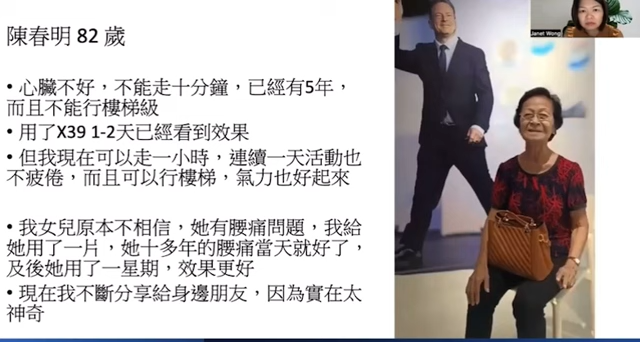 陳春明 82 歲
• 心臟不好，不能走十分鐘，已經有5年，
而且不能行樓梯級
• 用了X39 1-2天已經看到效果
• 但我現在可以走一小時，連續一天活動也
不疲倦，而且可以行樓梯，氣力也好起來
• 我女兒原本不相信，她有腰痛問題，我給
她用了一片，她十多年的腰痛當天就好了，
及後她用了一星期，效果更好
• 現在我不斷分享給身邊朋友，因為實在太
神奇
Janet Wong